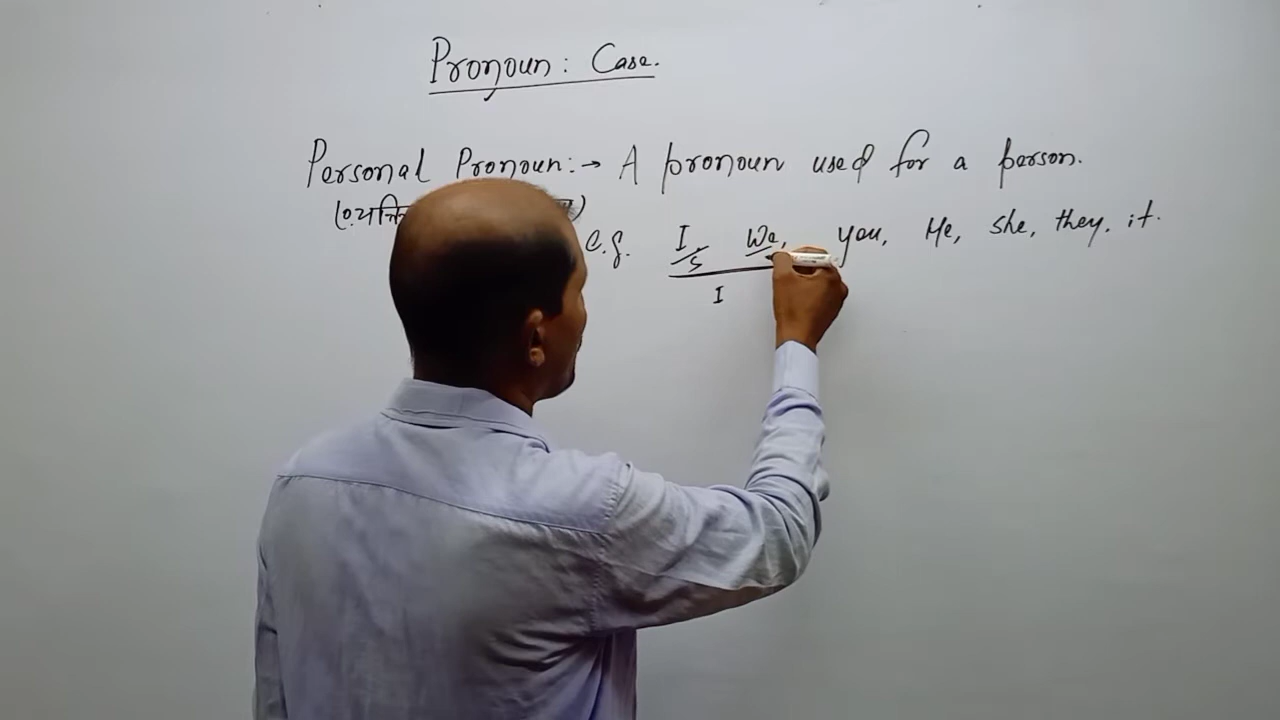 Pronoun: Case.
Personal Pronoun:→ A pronoun used for a person.
e.g. I We, you, He, she, they, it.
S
I